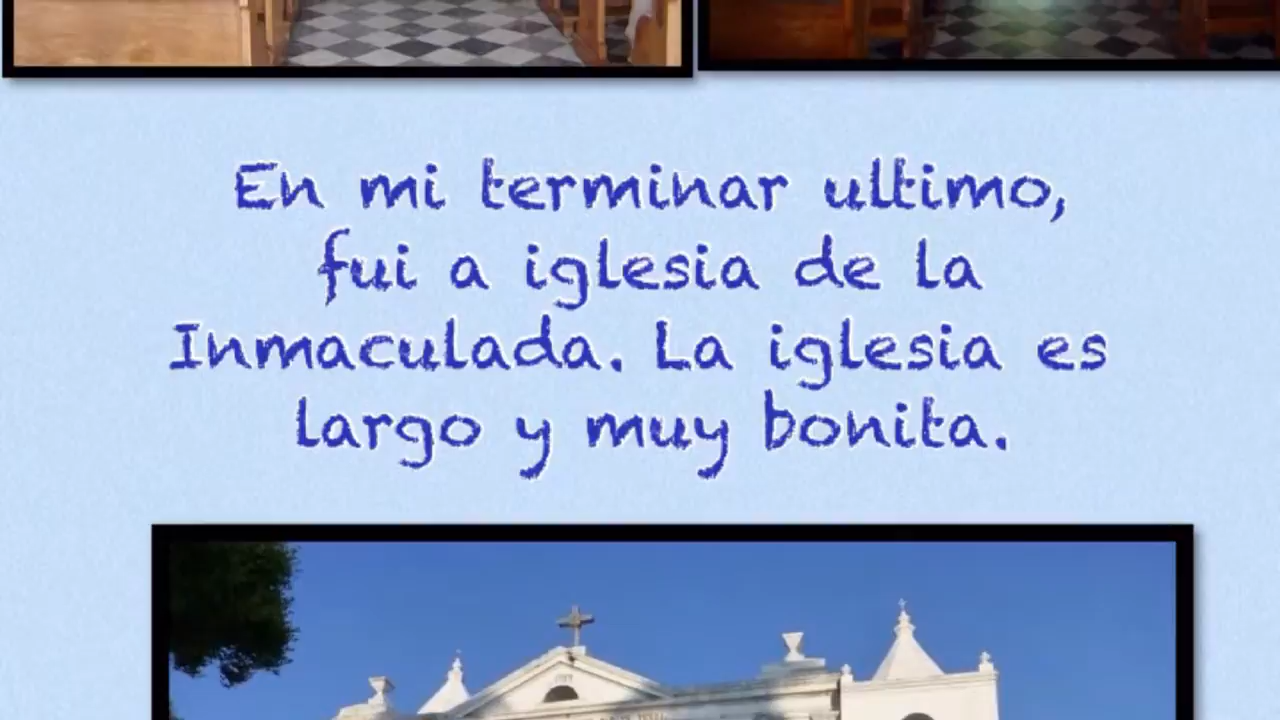 En mi terminar ultimo,
fui a iglesia de la
Inmaculada. La iglesia es
largo y muy bonita.